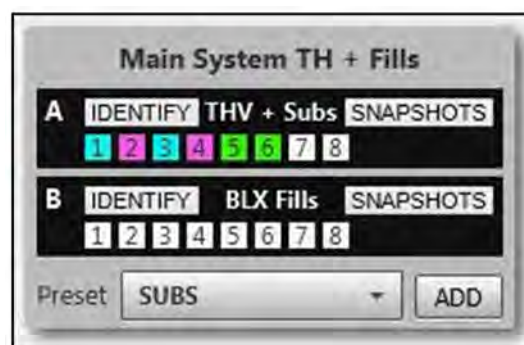 Main System TH + Fills
A IDENTIFY THV + Subs SNAPSHOTS
1 2 3 4 5 6 7 8
B IDENTIFY BLX Fills SNAPSHOTS
1 2 3 4 5 6 7 8
Preset SUBS ADD